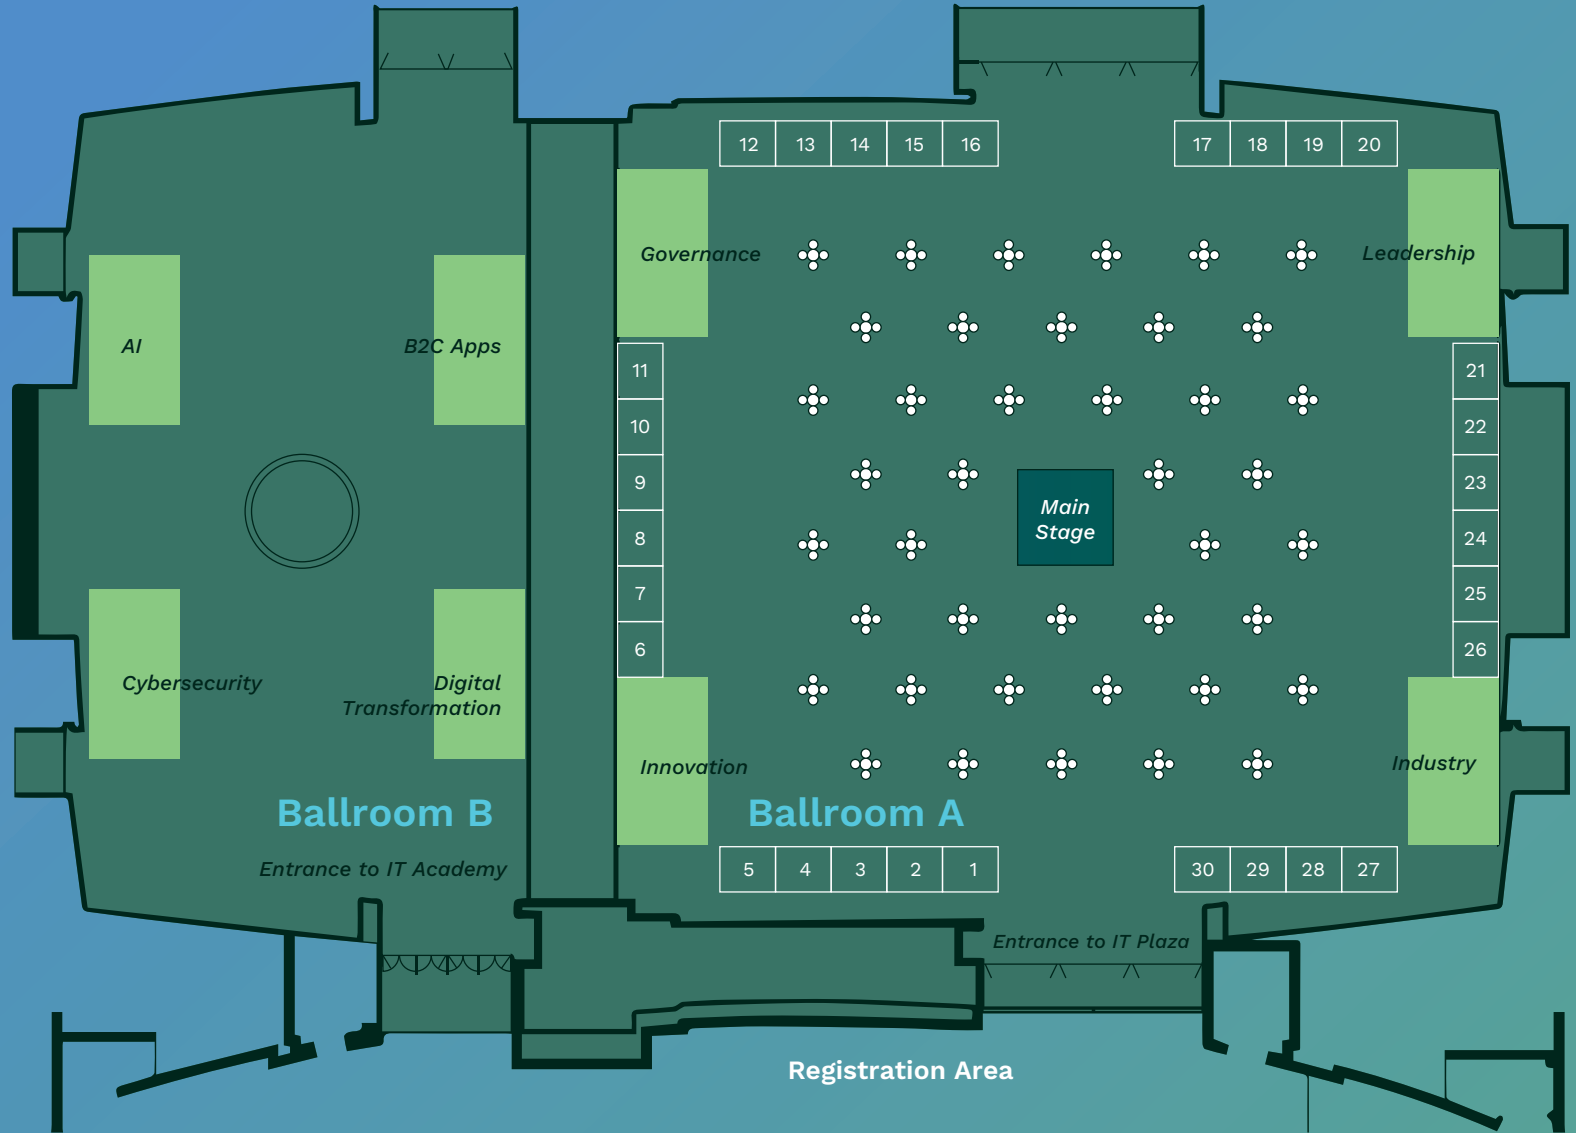 12 13 14 15 16
17 18 19 20
Governance
Leadership
AI
B2C Apps
11
10
9
8
7
6
21
22
23
24
25
26
Main
Stage
Cybersecurity
Digital
Transformation
Innovation
Industry
Ballroom B
Ballroom A
Entrance to IT Academy
5 4 3 2 1
30 29 28 27
Entrance to IT Plaza
Registration Area